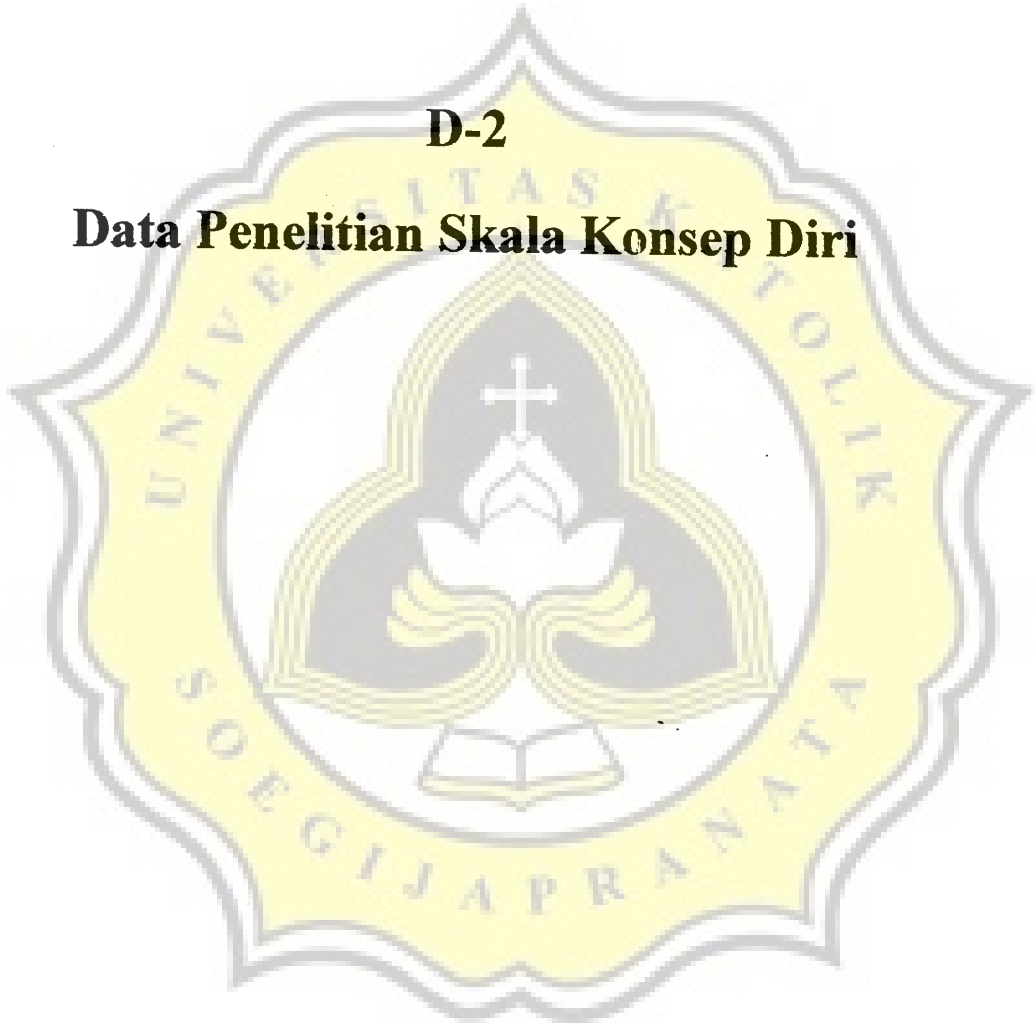 D-2
Data Penelitian Skala Konsep Diri
UNIVERSITAS KATOLIK
SOEGIJAPRANATA